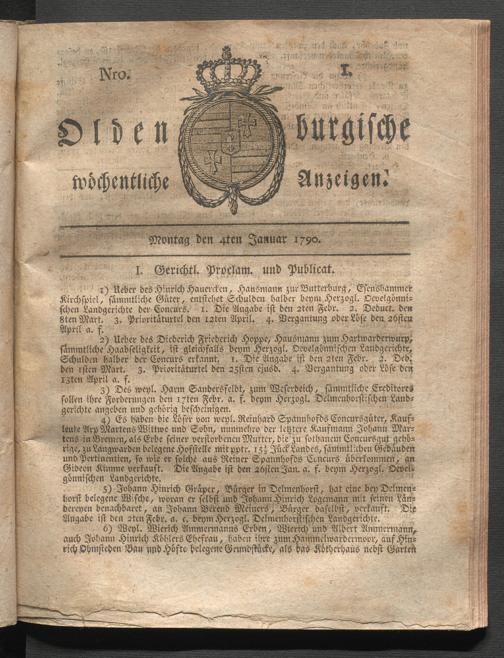 Nro. 1.
Oldenburgische
wöchentliche Anzeigen.
Montag den 4ten Januar 1790.
I. Gerichtl. Proclam. und Publicat.
1) Ueber des Hinrich Hauercken, Hausmann zur Butterburg, Esenshammer
Kirchspiel, sämmtliche Güter, entstehet Schulden halber beym Herzogl. Ovelgönni-
schen Landgerichte der Concurs. 1. Die Angabe ist den 2ten Febr. 2. Deduct. den
8ten Mart. 3. Prioritäturtel den 12ten April. 4. Vergantung oder Löse den 26sten
April a. f.
2) Ueber des Diederich Friederich Hoppe, Hausmann zum Hartwarderwurp,
sämmtliche Haabseligkeit, ist gleichfalls beym Herzogl. Ovelgönnischen Landgerichte,
Schulden halber der Concurs erkannt. 1. Die Angabe ist den 2ten Febr. 2. Ded.
den 1sten Mart. 3. Prioritäturtel den 25sten ejusd. 4. Vergantung oder Löse den
13ten April a. f.
3) Des weyl. Harm Sandersfeldt, zum Weserdeich, sämmtliche Creditores
sollen ihre Forderungen den 17ten Febr. a. f. beym Herzogl. Delmenhorstischen Land-
gerichte angeben und gehörig bescheinigen.
4) Es haben die Löser von weyl. Reinhard Spannhofds Concursgüter, Kauf-
leute Arp Martens Witwe und Sohn, nunmehro der letztere Kaufmann Johann Mar-
tens in Bremen, als Erbe seiner verstorbenen Mutter, die zu sothanem Concursgut gehö-
rige, zu Langwarden belegene Hofstelle mit pptr. 15½ Jück Landes, sämmtlichen Gebäuden
und Pertinentien, so wie er solche aus Reiner Spannhofds Concurs überkommen, an
Gideon Kimme verkauft. Die Angabe ist den 26sten Jan. a. f. beym Herzogl. Ovel-
gönnischen Landgerichte.
5) Johann Hinrich Gräper, Bürger in Delmenhorst, hat eine bey Delmen-
horst belegene Wische, woran er selbst und Johann Hinrich Logemann mit seinen Län-
dereyen benachbaret, an Johann Berend Meiners, Bürger daselbst, verkauft. Die
Angabe ist den 2ten Febr. a. c. beym Herzogl. Delmenhorstischen Landgerichte.
6) Weyl. Wierich Ammermanns Erben, Wierich und Albert Ammermann,
auch Johann Hinrich Köhlers Ehefrau, haben ihre zum Hammelwardermoor, auf Hin-
rich Ohmsteden Bau und Höfte belegene Grundstücke, als das Kötherhaus nebst Garten